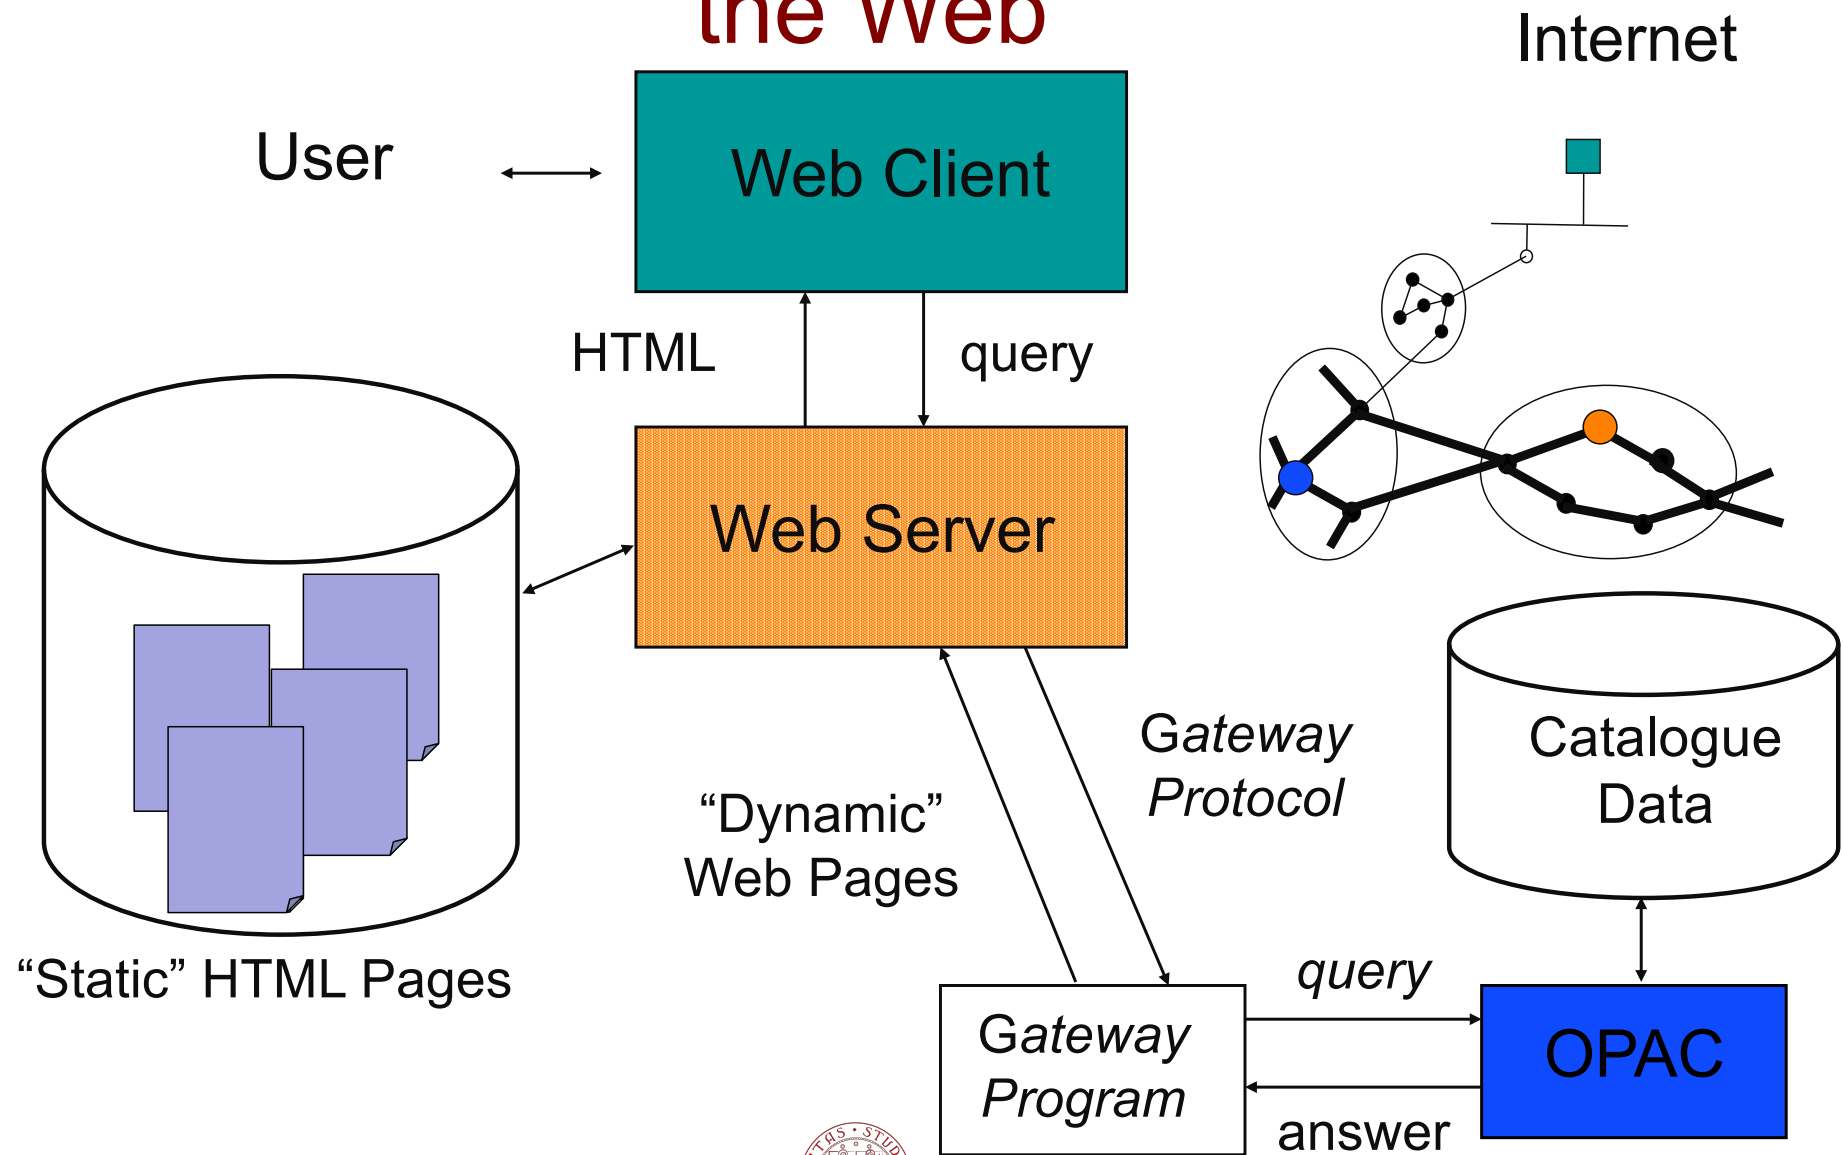 the Web
Internet
User
Web Client
HTML
query
Web Server
Gateway
Protocol
Catalogue
Data
“Dynamic”
Web Pages
“Static” HTML Pages
query
Gateway
Program
OPAC
answer